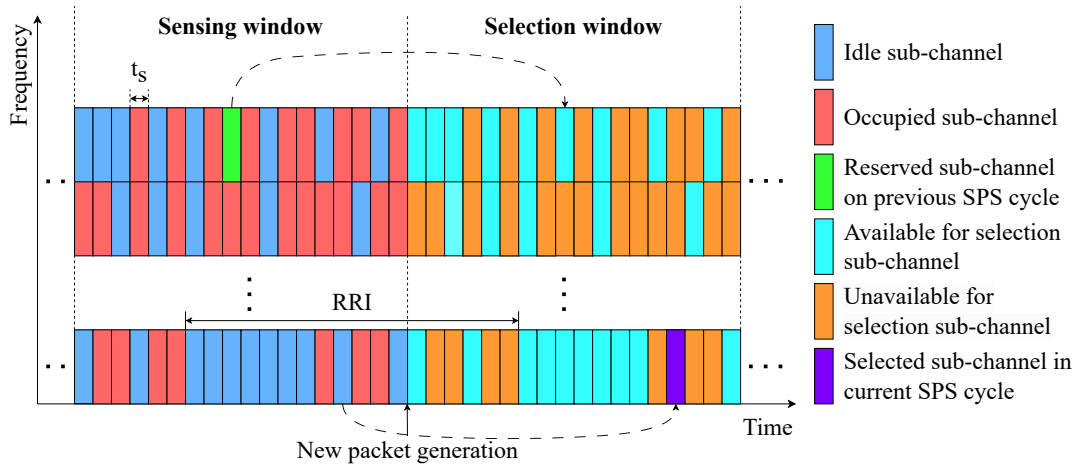 Sensing window
Selection window
Frequency
ts
Idle sub-channel
Occupied sub-channel
Reserved sub-channel
on previous SPS cycle
Available for selection
sub-channel
Unavailable for
selection sub-channel
Selected sub-channel in
current SPS cycle
RRI
New packet generation
Time